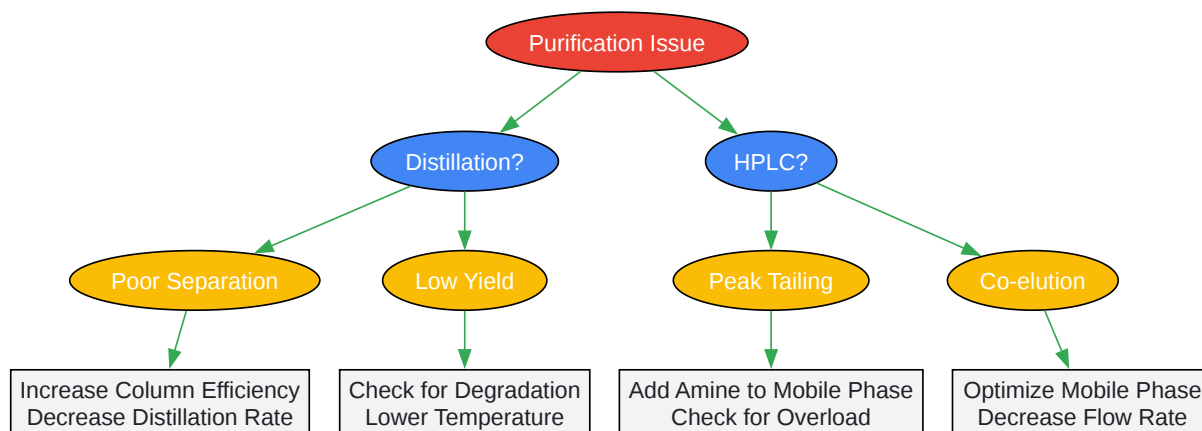 Purification Issue
Distillation?
HPLC?
Poor Separation
Low Yield
Peak Tailing
Co-elution
Increase Column Efficiency
Decrease Distillation Rate
Check for Degradation
Lower Temperature
Add Amine to Mobile Phase
Check for Overload
Optimize Mobile Phase
Decrease Flow Rate